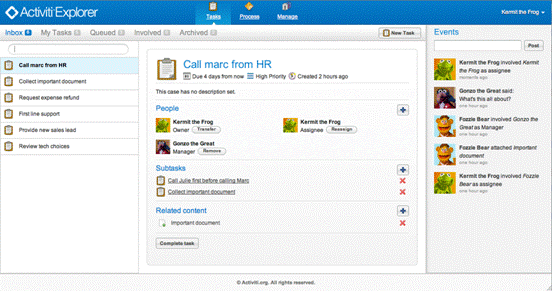 Activiti Explorer
Tasks
Process
Manage
Kermit the Frog
Inbox
My Tasks
Queued
Involved
Archived
New Task
Call marc from HR
Collect important document
Request expense refund
First line support
Provide new sales lead
Review tech choices
Call marc from HR
Due 4 days from now
High Priority
Created 2 hours ago
This case has no description set.
People
Kermit the Frog
Owner Transfer
Kermit the Frog
Assignee Reassign
Gonzo the Great
Manager Remove
Subtasks
Call Julie first before calling Marc
Collect important document
Related content
Important document
Complete task
Events
Post
Kermit the Frog involved Kermit
the Frog as assignee
moments ago
Gonzo the Great said:
What's this all about?
one hour ago
Fozzie Bear involved Gonzo the
Great as Manager
one hour ago
Fozzie Bear attached Important
document
one hour ago
Kermit the Frog involved Fozzie
Bear as assignee
one hour ago
© Activiti.org. All rights reserved.